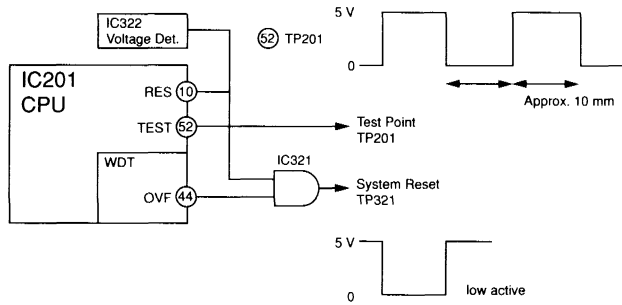 IC322
Voltage Det.
52 TP201
5 V
0
Approx. 10 mm
IC201
CPU
RES 10
TEST 52
Test Point
TP201
WDT
IC321
OVF 44
System Reset
TP321
5 V
0
low active